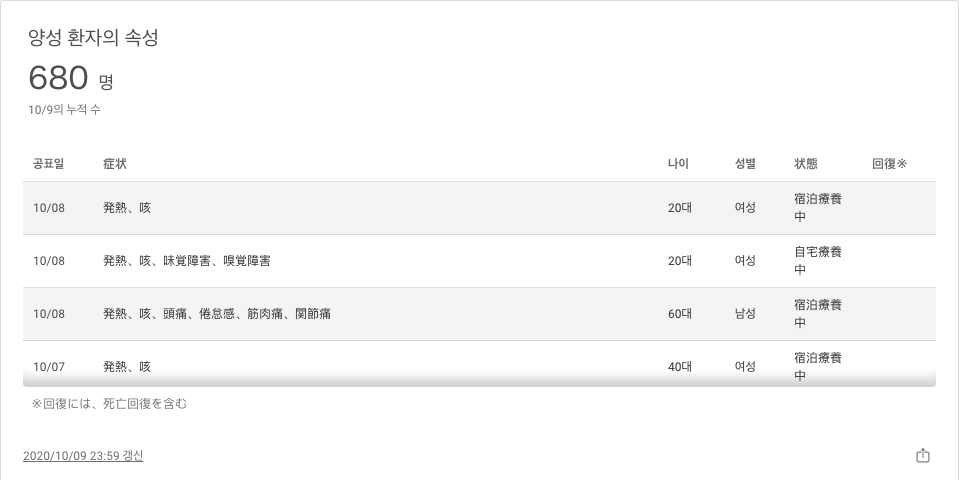 양성 환자의 속성
680 명
10/9의 누적 수
공표일 症状 나이 성별 状態 回復※
10/08 発熱、咳 20대 여성 宿泊療養
中
10/08 発熱、咳、味覚障害、嗅覚障害 20대 여성 自宅療養
中
10/08 発熱、咳、頭痛、倦怠感、筋肉痛、関節痛 60대 남성 宿泊療養
中
10/07 発熱、咳 40대 여성 宿泊療養
中
※回復には、死亡回復を含む
2020/10/09 23:59 갱신